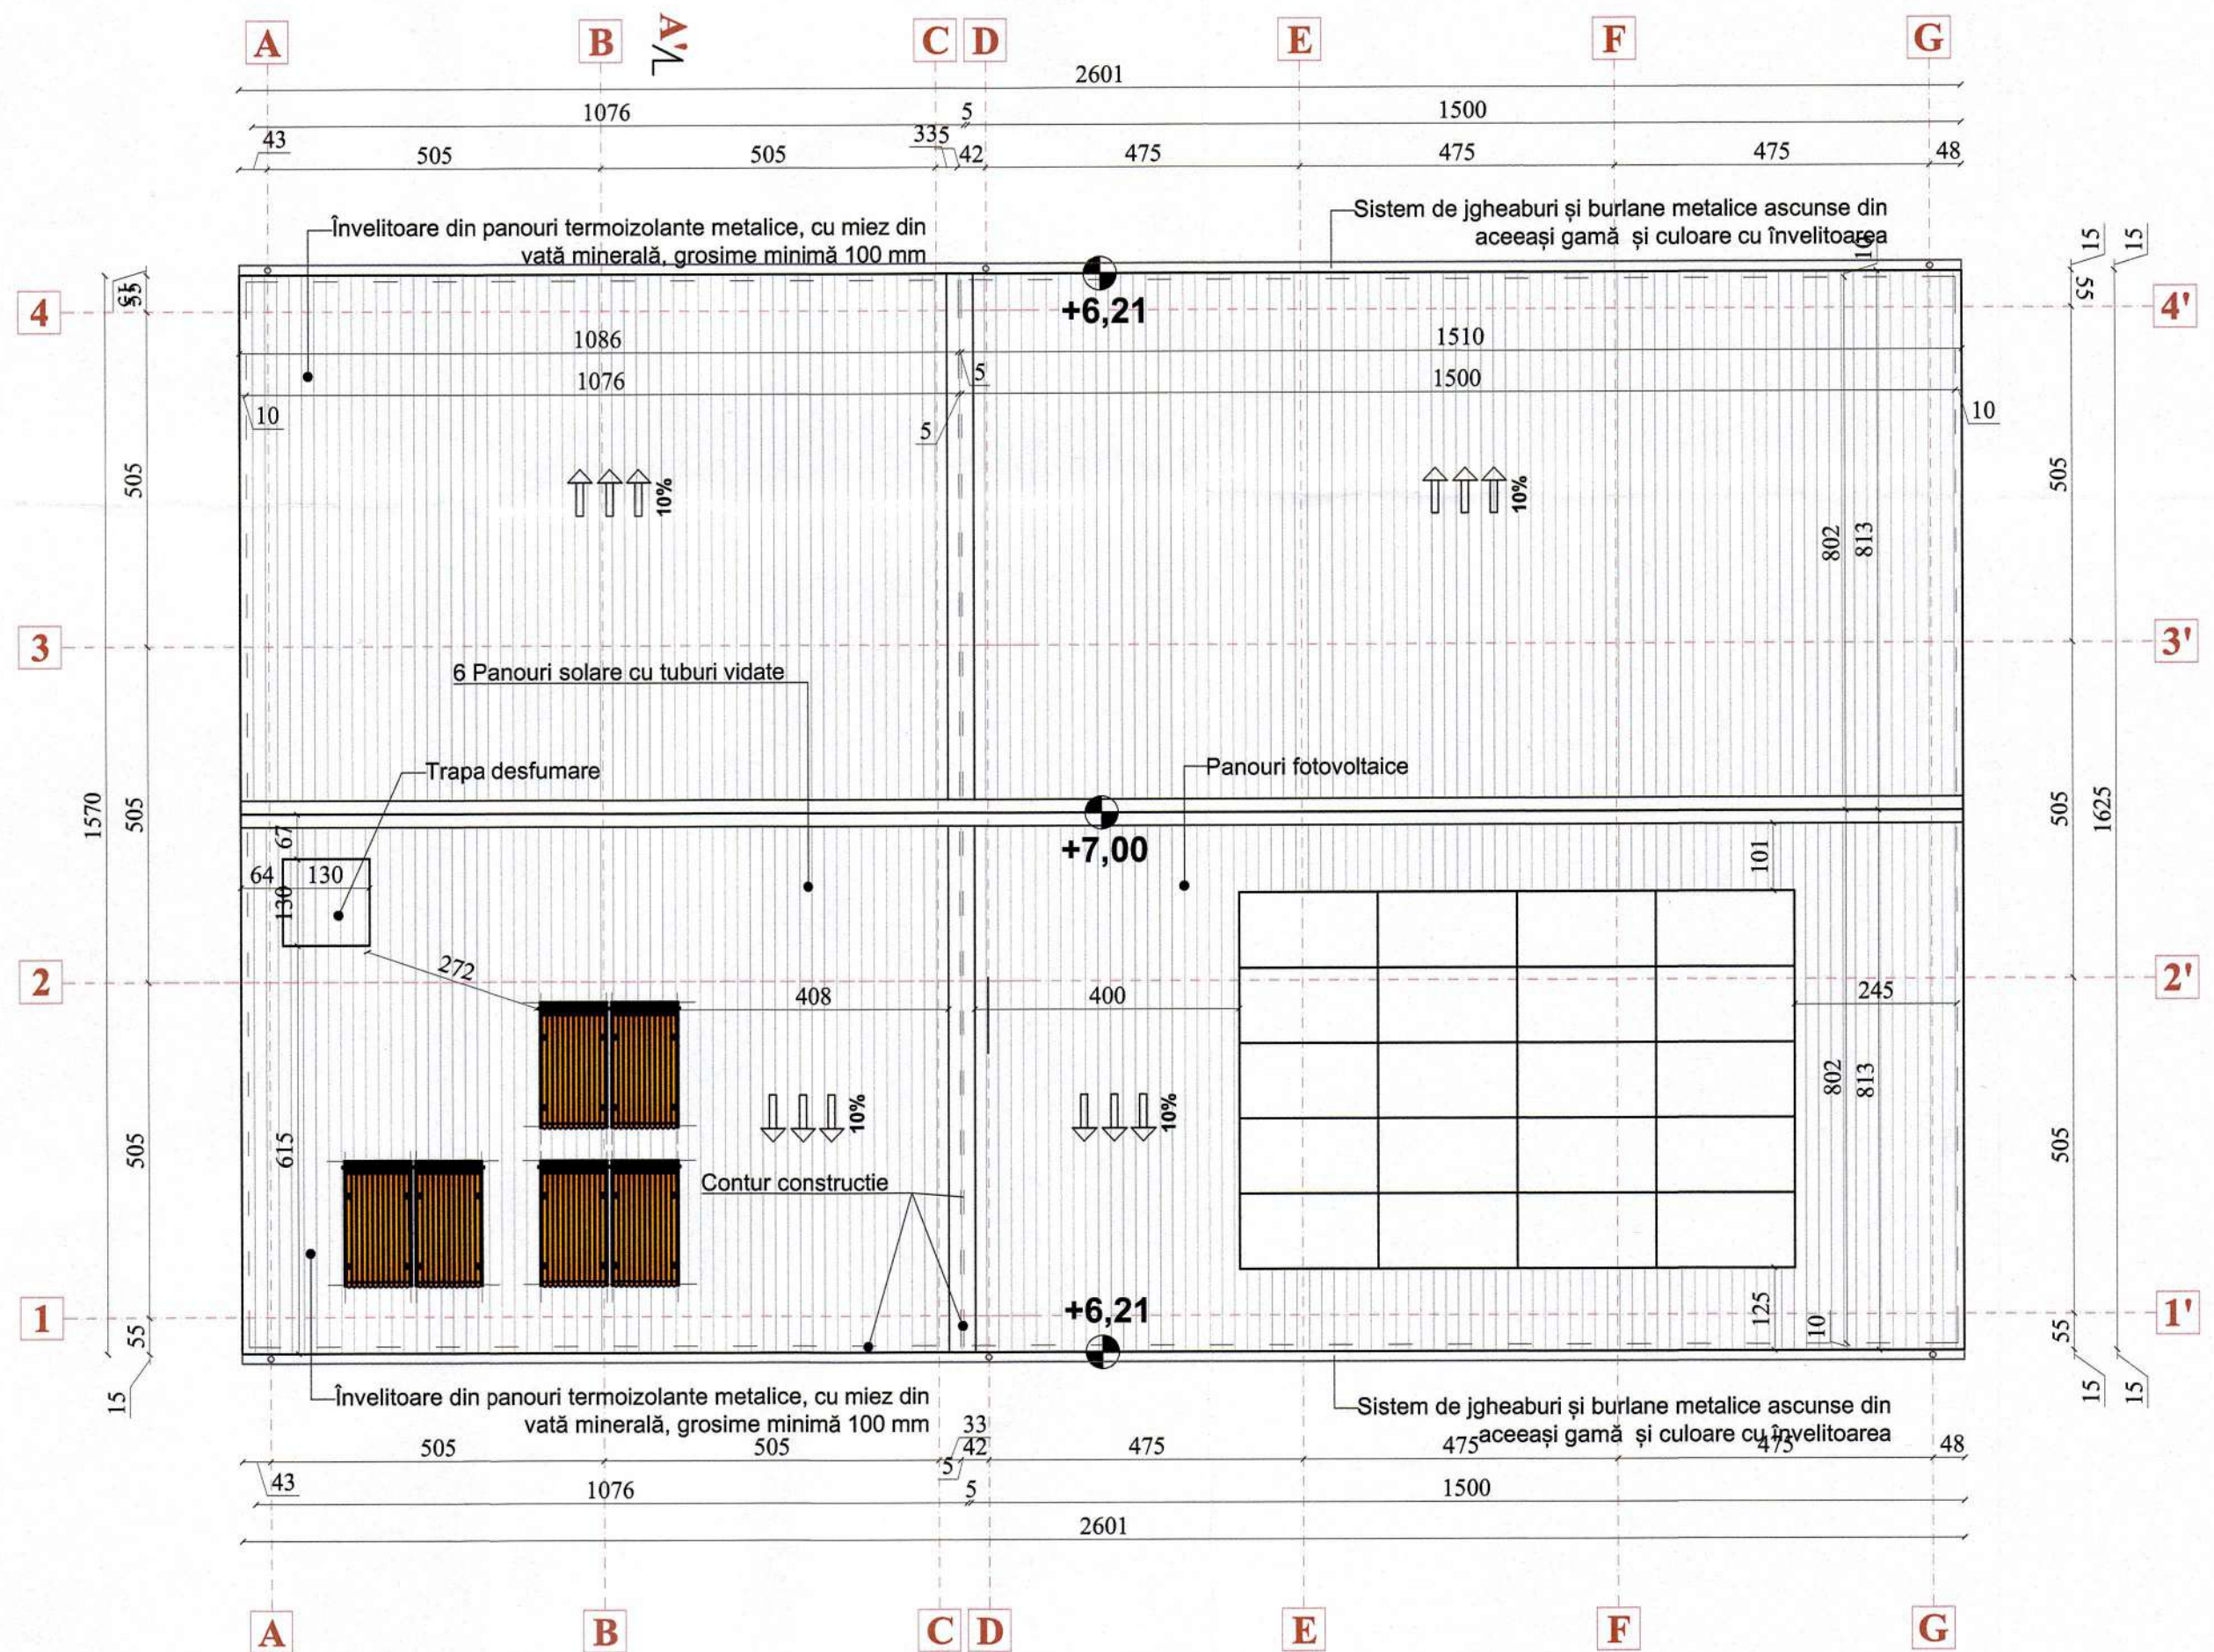 A B A' C D E F G
2601
1076 5 1500
43 505 505 335 42 475 475 475 48
Învelitoare din panouri termoizolante metalice, cu miez din
vată minerală, grosime minimă 100 mm
Sistem de jgheaburi și burlane metalice ascunse din
aceeași gamă și culoare cu învelitoarea
15 15
10
55
55
4 +6,21 4'
1086 1510
5
1076 1500
10 5 10
505 505
10% 10%
802 813
3 3'
6 Panouri solare cu tuburi vidate
Trapa desfumare
Panouri fotovoltaice
1570 505 505 1625
67
+7,00
101
64 130
130
272
2 2'
408 400 245
802 813
10% 10%
615
505 505
Contur constructie
1 +6,21 1'
125 10
55 55
15 15 15
Învelitoare din panouri termoizolante metalice, cu miez din
vată minerală, grosime minimă 100 mm
Sistem de jgheaburi și burlane metalice ascunse din
aceeași gamă și culoare cu învelitoarea
33
505 505 42 475 475 475 48
43 5
1076 5 1500
2601
A B C D E F G